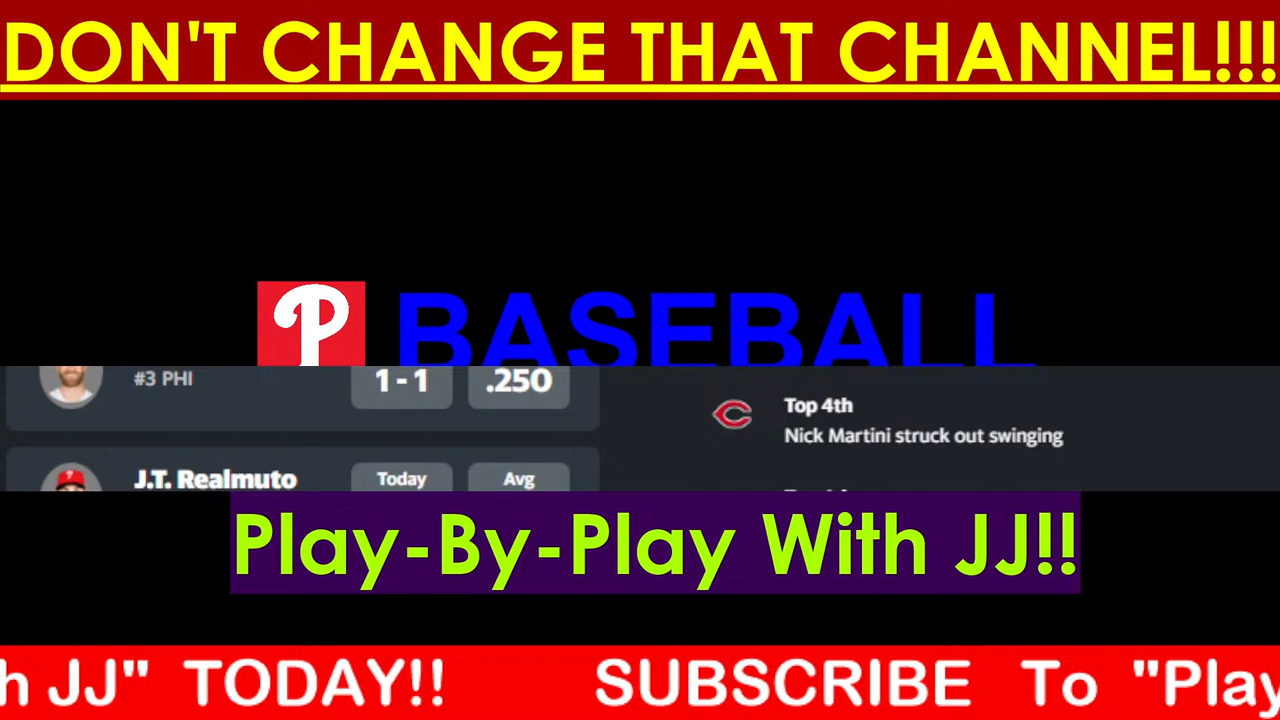 DON'T CHANGE THAT CHANNEL!!!
P BASEBALL
#3 PHI 1-1 .250
Top 4th
Nick Martini struck out swinging
J.T. Realmuto Today Avg
Play-By-Play With JJ!!
h JJ" TODAY!! SUBSCRIBE To "Play